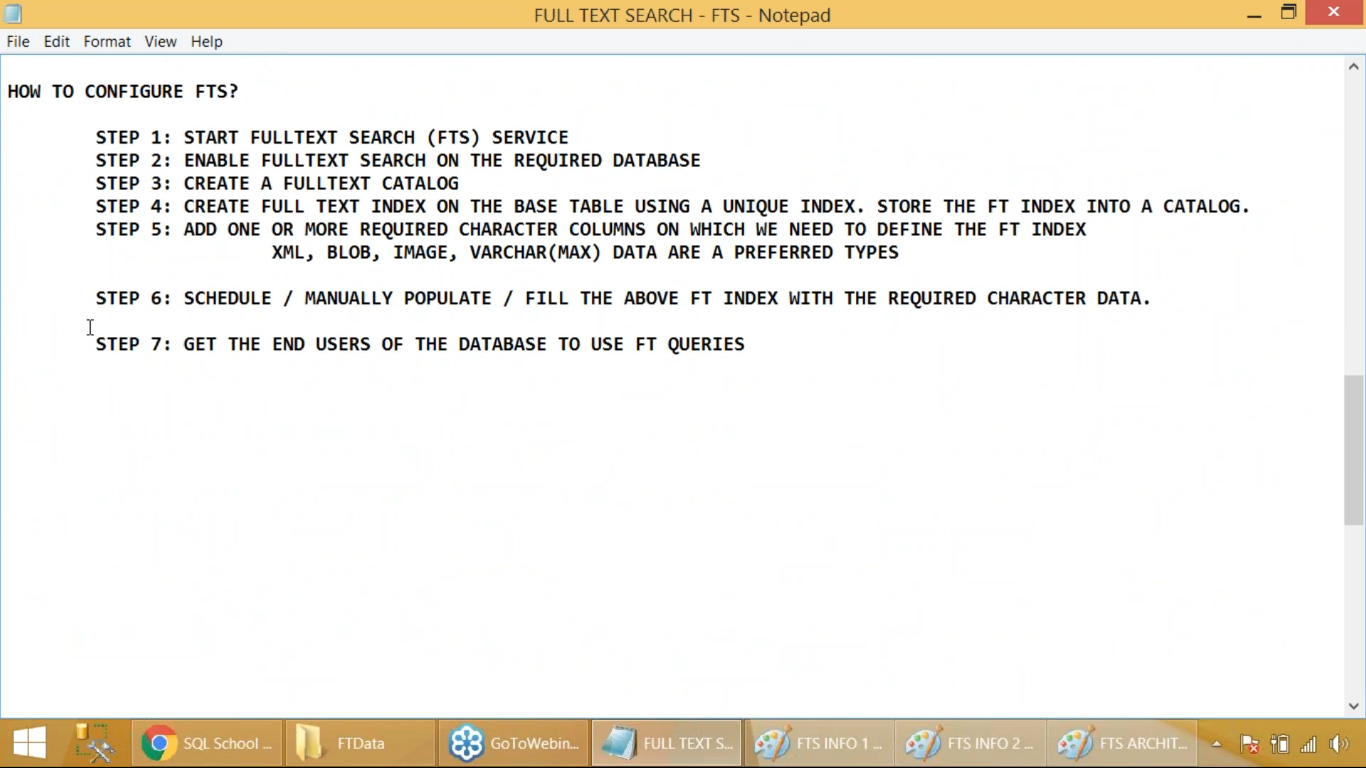 FULL TEXT SEARCH - FTS - Notepad
File Edit Format View Help
HOW TO CONFIGURE FTS?
STEP 1: START FULLTEXT SEARCH (FTS) SERVICE
STEP 2: ENABLE FULLTEXT SEARCH ON THE REQUIRED DATABASE
STEP 3: CREATE A FULLTEXT CATALOG
STEP 4: CREATE FULL TEXT INDEX ON THE BASE TABLE USING A UNIQUE INDEX. STORE THE FT INDEX INTO A CATALOG.
STEP 5: ADD ONE OR MORE REQUIRED CHARACTER COLUMNS ON WHICH WE NEED TO DEFINE THE FT INDEX
XML, BLOB, IMAGE, VARCHAR(MAX) DATA ARE A PREFERRED TYPES
STEP 6: SCHEDULE / MANUALLY POPULATE / FILL THE ABOVE FT INDEX WITH THE REQUIRED CHARACTER DATA.
STEP 7: GET THE END USERS OF THE DATABASE TO USE FT QUERIES
SQL School ... FTData GoToWebin... FULL TEXT S... FTS INFO 1 ... FTS INFO 2 ... FTS ARCHIT...